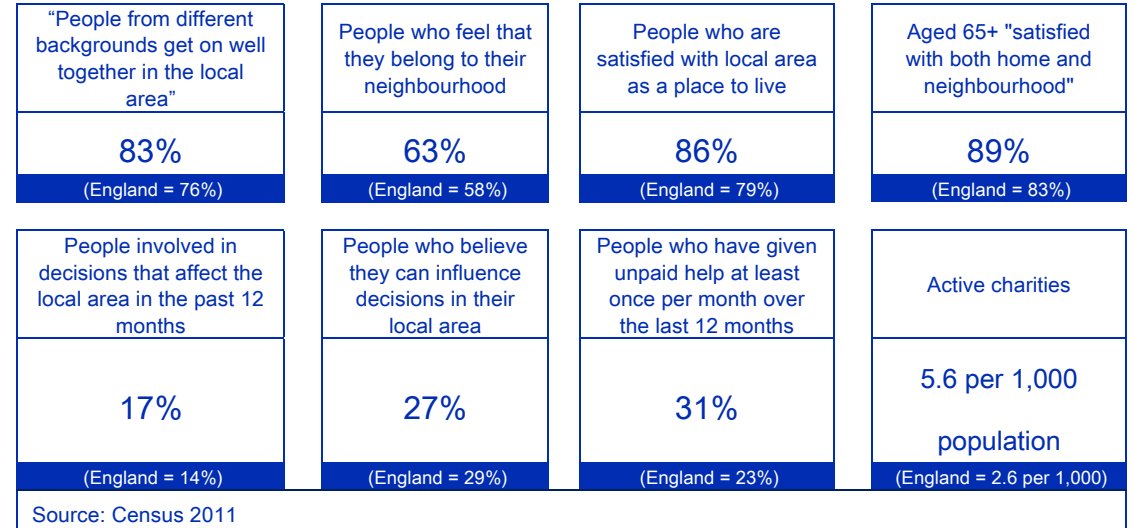 “People from different
backgrounds get on well
together in the local
area”
83%
(England = 76%)
People who feel that
they belong to their
neighbourhood
63%
(England = 58%)
People who are
satisfied with local area
as a place to live
86%
(England = 79%)
Aged 65+ "satisfied
with both home and
neighbourhood"
89%
(England = 83%)
People involved in
decisions that affect the
local area in the past 12
months
17%
(England = 14%)
People who believe
they can influence
decisions in their
local area
27%
(England = 29%)
People who have given
unpaid help at least
once per month over
the last 12 months
31%
(England = 23%)
Active charities
5.6 per 1,000
population
(England = 2.6 per 1,000)
Source: Census 2011